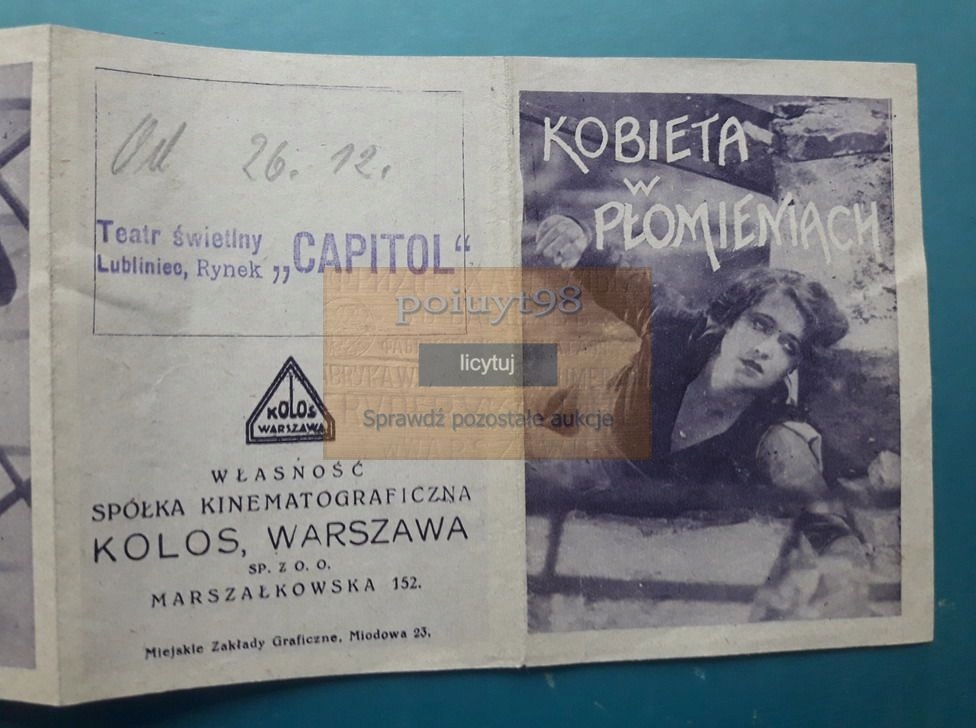 Od 26. 12.
Teatr świetlny „CAPITOL“
Lubliniec, Rynek
KOLOS
WARSZAWA
WŁASNOŚĆ
SPÓŁKA KINEMATOGRAFICZNA
KOLOS, WARSZAWA
SP. Z O. O.
MARSZAŁKOWSKA 152.
Miejskie Zakłady Graficzne, Miodowa 23.
KOBIETA
W
PŁOMIENIACH
poiuyt98
licytuj
Sprawdź pozostałe aukcje